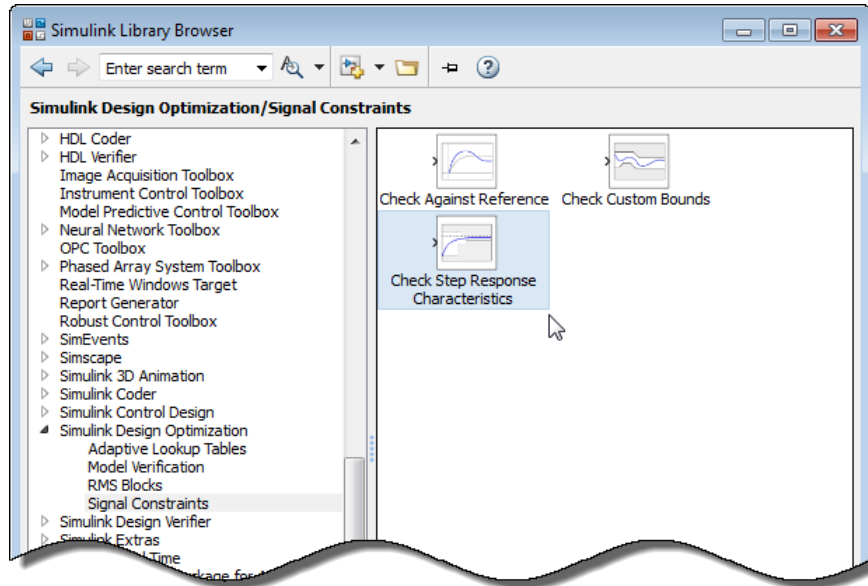 Simulink Library Browser
Enter search term
Simulink Design Optimization/Signal Constraints
HDL Coder
HDL Verifier
Image Acquisition Toolbox
Instrument Control Toolbox
Model Predictive Control Toolbox
Neural Network Toolbox
OPC Toolbox
Phased Array System Toolbox
Real-Time Windows Target
Report Generator
Robust Control Toolbox
SimEvents
Simscape
Simulink 3D Animation
Simulink Coder
Simulink Control Design
Simulink Design Optimization
Adaptive Lookup Tables
Model Verification
RMS Blocks
Signal Constraints
Simulink Design Verifier
Simulink Extras
Time
for
Check Against Reference
Check Custom Bounds
Check Step Response
Characteristics